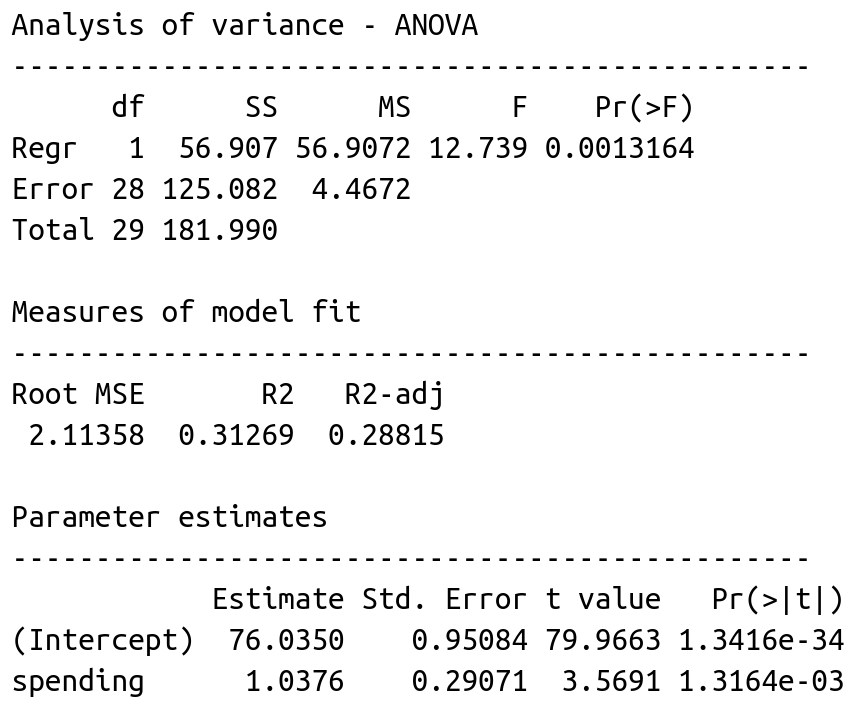 Analysis of variance - ANOVA
------------------------------------------------
      df      SS      MS      F    Pr(>F)
Regr   1  56.907 56.9072 12.739 0.0013164
Error 28 125.082  4.4672
Total 29 181.990

Measures of model fit
------------------------------------------------
Root MSE       R2   R2-adj
 2.11358  0.31269  0.28815

Parameter estimates
------------------------------------------------
            Estimate Std. Error t value   Pr(>|t|)
(Intercept)  76.0350    0.95084 79.9663 1.3416e-34
spending      1.0376    0.29071  3.5691 1.3164e-03